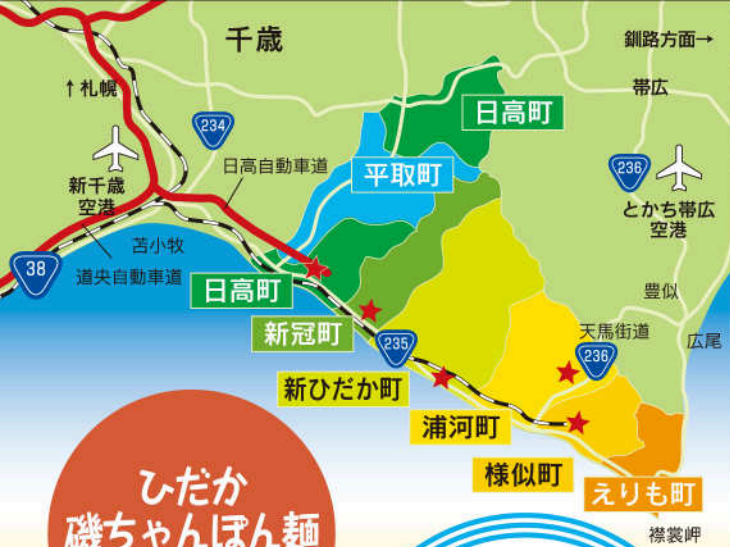 千歳
釧路方面→
↑札幌
帯広
234
日高町
日高自動車道
平取町
236
新千歳
空港
とかち帯広
空港
苫小牧
38
道央自動車道
日高町
豊似
新冠町
天馬街道
広尾
235
236
新ひだか町
浦河町
様似町
えりも町
襟裳岬
ひだか
磯ちゃんぽん麺